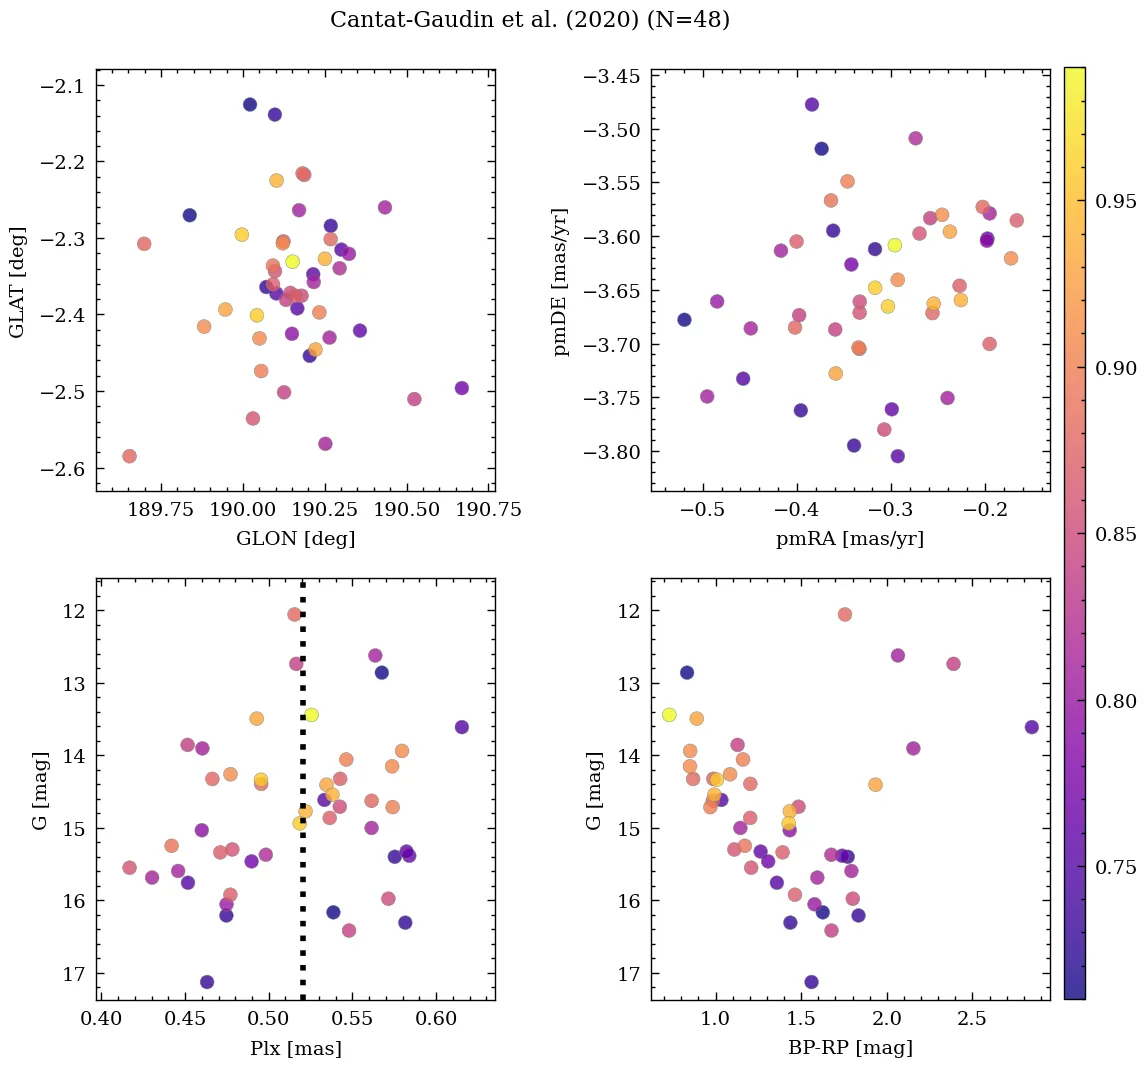 Cantat-Gaudin et al. (2020) (N=48)
−2.1
−2.2
−2.3
−2.4
−2.5
−2.6
GLAT [deg]
189.75 190.00 190.25 190.50 190.75
GLON [deg]
−3.45
−3.50
−3.55
−3.60
−3.65
−3.70
−3.75
−3.80
pmDE [mas/yr]
−0.5 −0.4 −0.3 −0.2
pmRA [mas/yr]
12
13
14
15
16
17
G [mag]
0.40 0.45 0.50 0.55 0.60
Plx [mas]
12
13
14
15
16
17
G [mag]
1.0 1.5 2.0 2.5
BP-RP [mag]
0.95
0.90
0.85
0.80
0.75